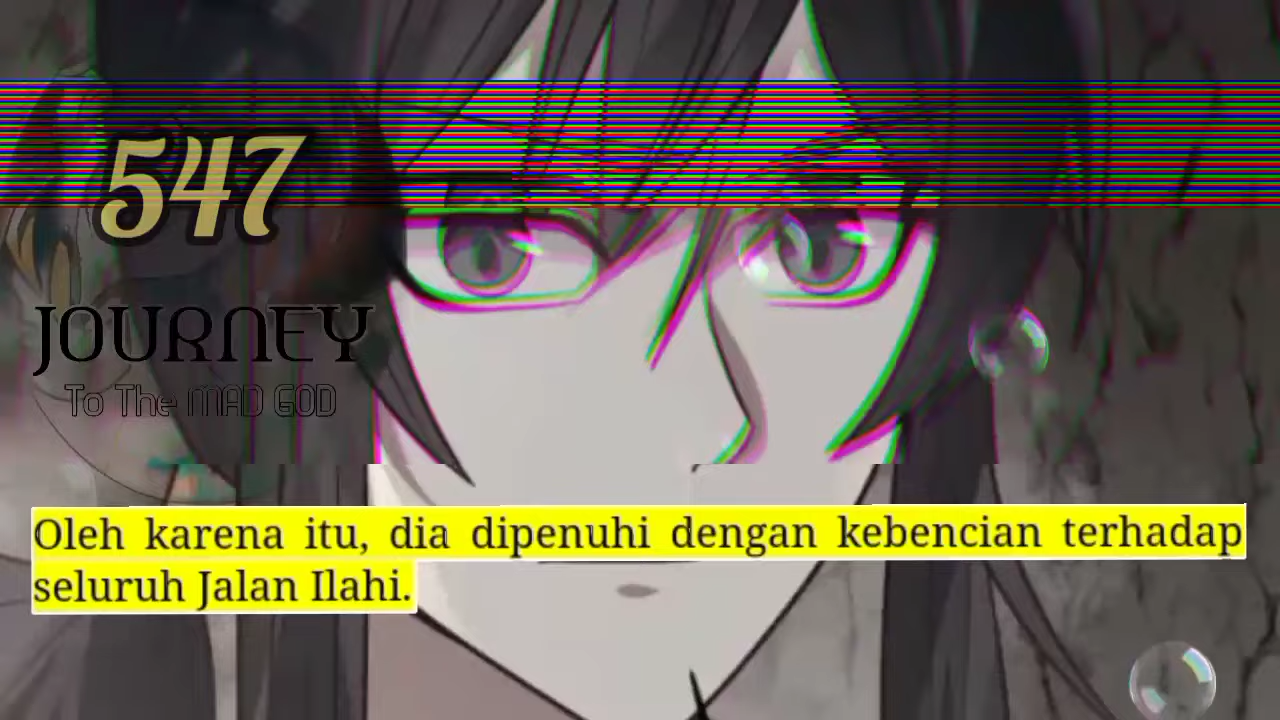 547
JOURNEY
To The MAD GOD
Oleh karena itu, dia dipenuhi dengan kebencian terhadap
seluruh Jalan Ilahi.